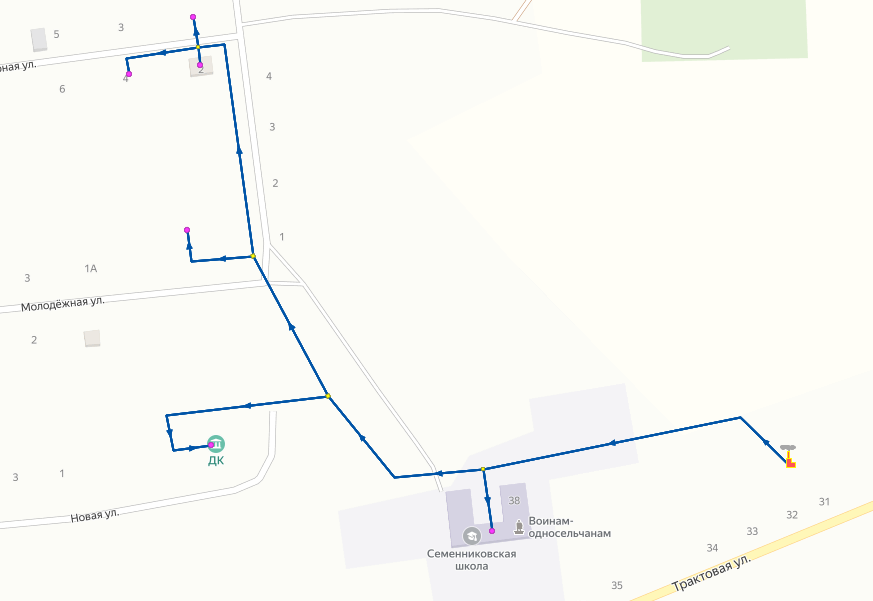 3
5
4
2
рная ул.
6
4
3
2
1
1А
3
Молодёжная ул.
2
ДК
3
1
Новая ул.
38
Воинам-
односельчанам
Семенниковская
школа
31
32
33
34
35
Трактовая ул.